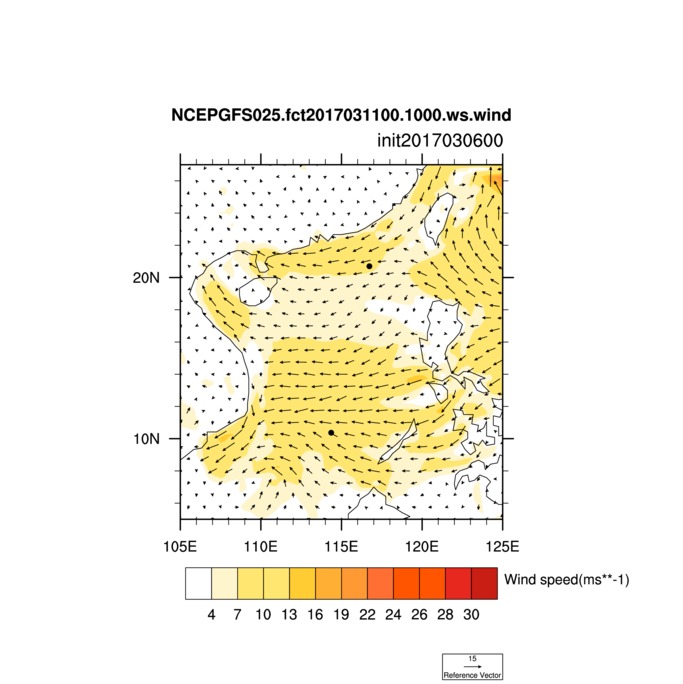 NCEPGFS025.fct2017031100.1000.ws.wind
init2017030600
20N
10N
105E 110E 115E 120E 125E
Wind speed(ms**-1)
4 7 10 13 16 19 22 24 26 28 30
15
Reference Vector